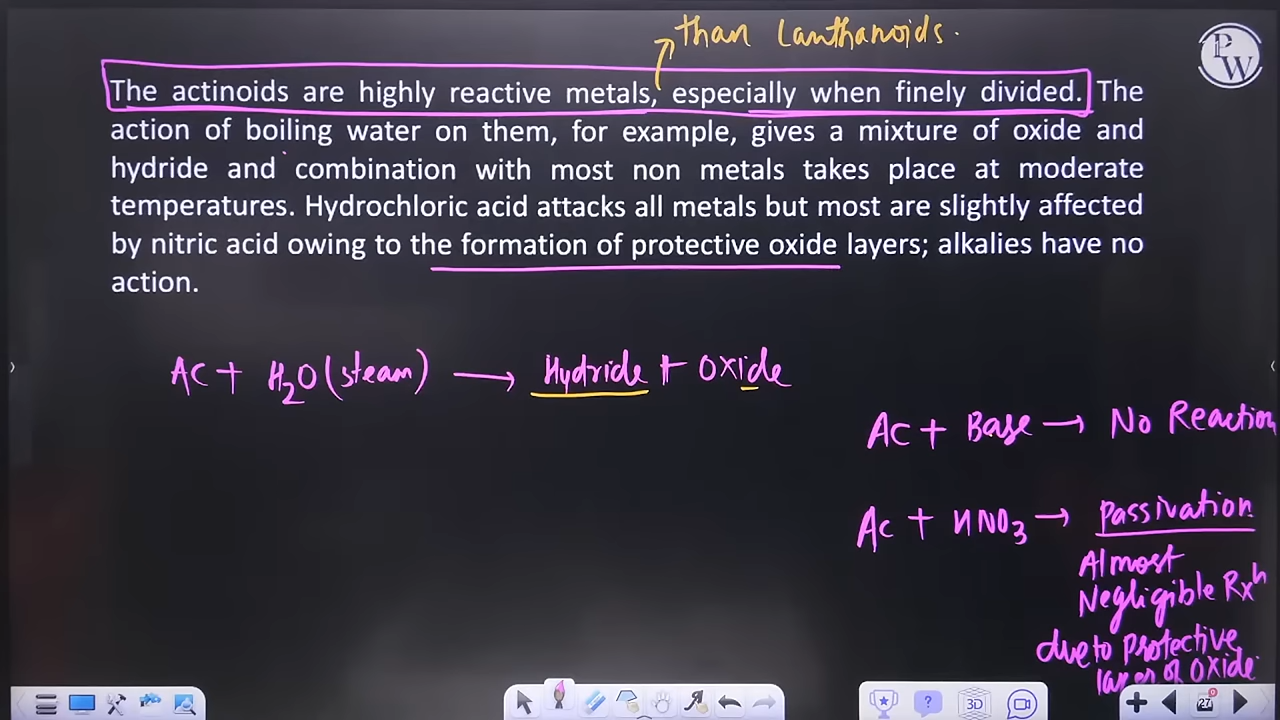 than Lanthanoids.
PW
The actinoids are highly reactive metals, especially when finely divided. The
action of boiling water on them, for example, gives a mixture of oxide and
hydride and combination with most non metals takes place at moderate
temperatures. Hydrochloric acid attacks all metals but most are slightly affected
by nitric acid owing to the formation of protective oxide layers; alkalies have no
action.
AC + H2O (steam) → Hydride + Oxide
AC + Base → No Reaction
AC + HNO3 → Passivation
Almost
Negligible Rxn
due to protective
layer of oxide.
3D
27